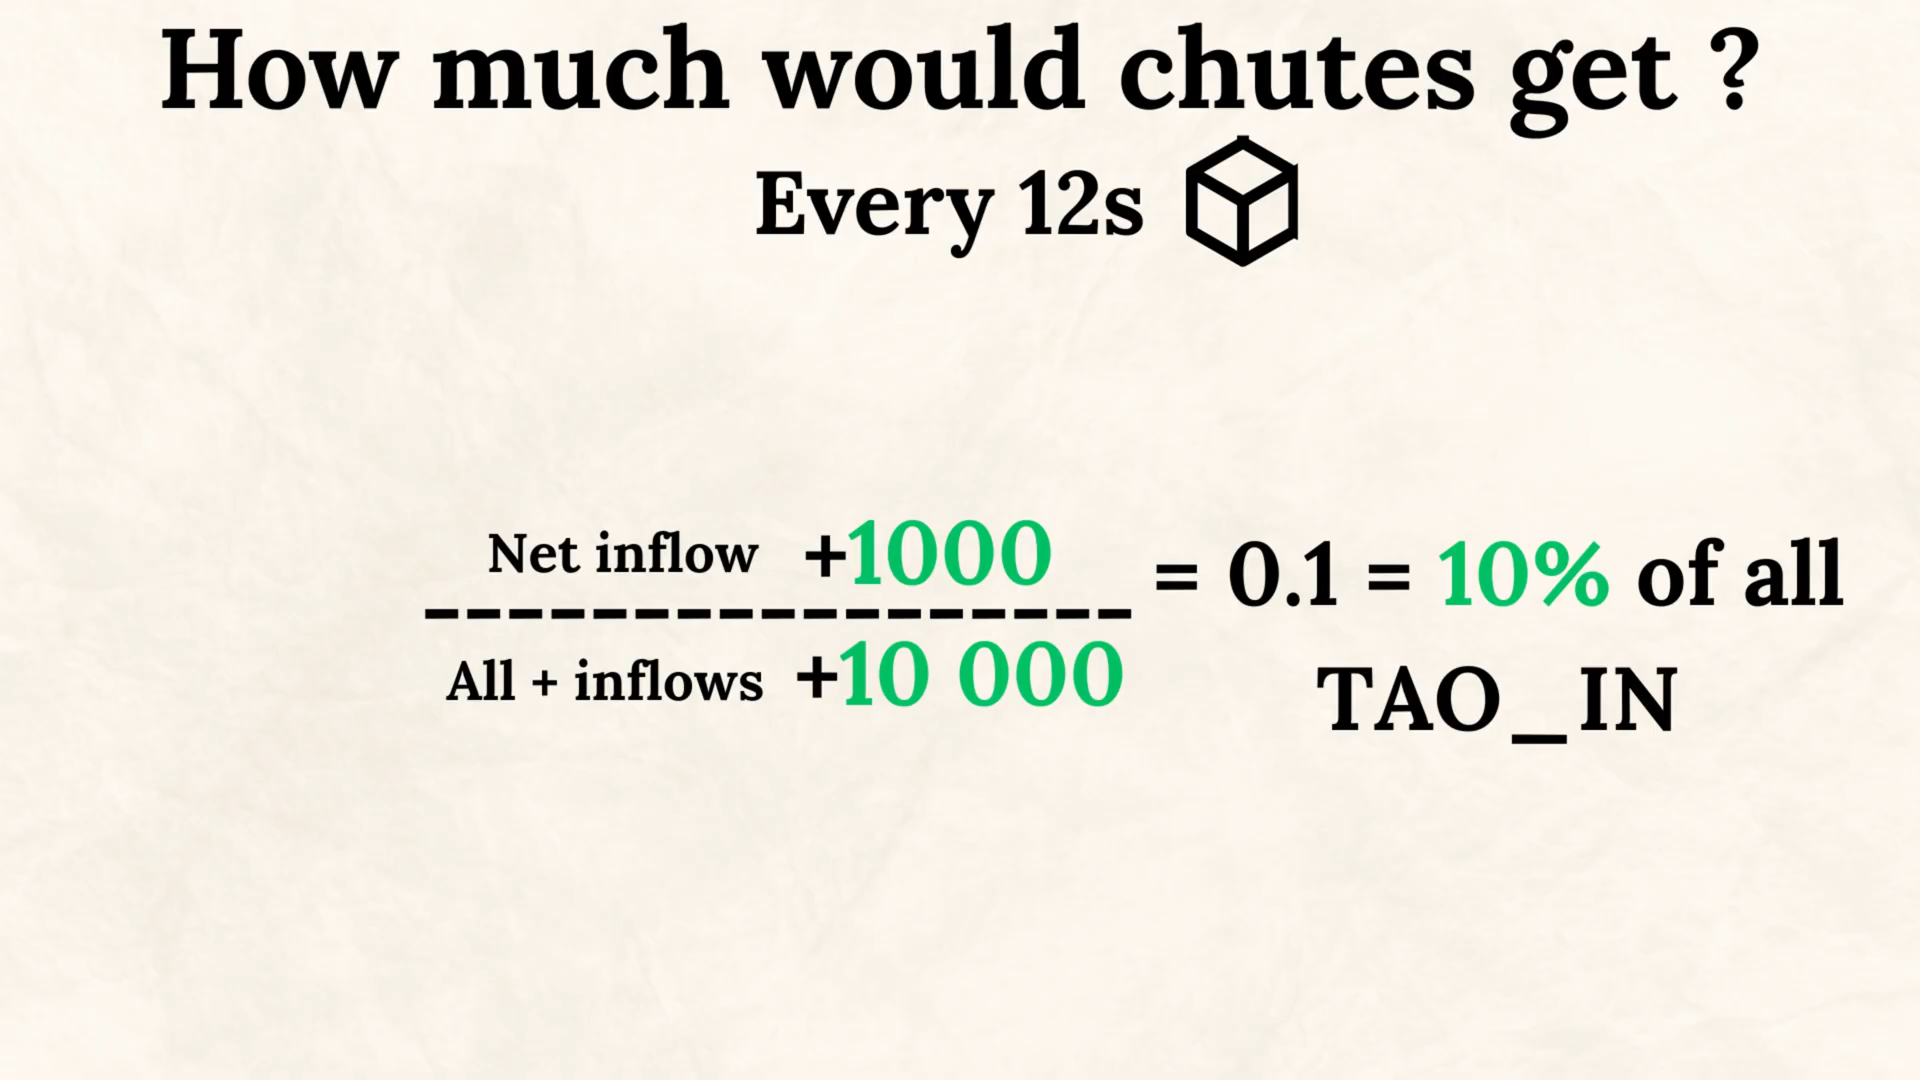 How much would chutes get ?
Every 12s
Net inflow +1000
----------------- = 0.1 = 10% of all
All + inflows +10 000
TAO_IN